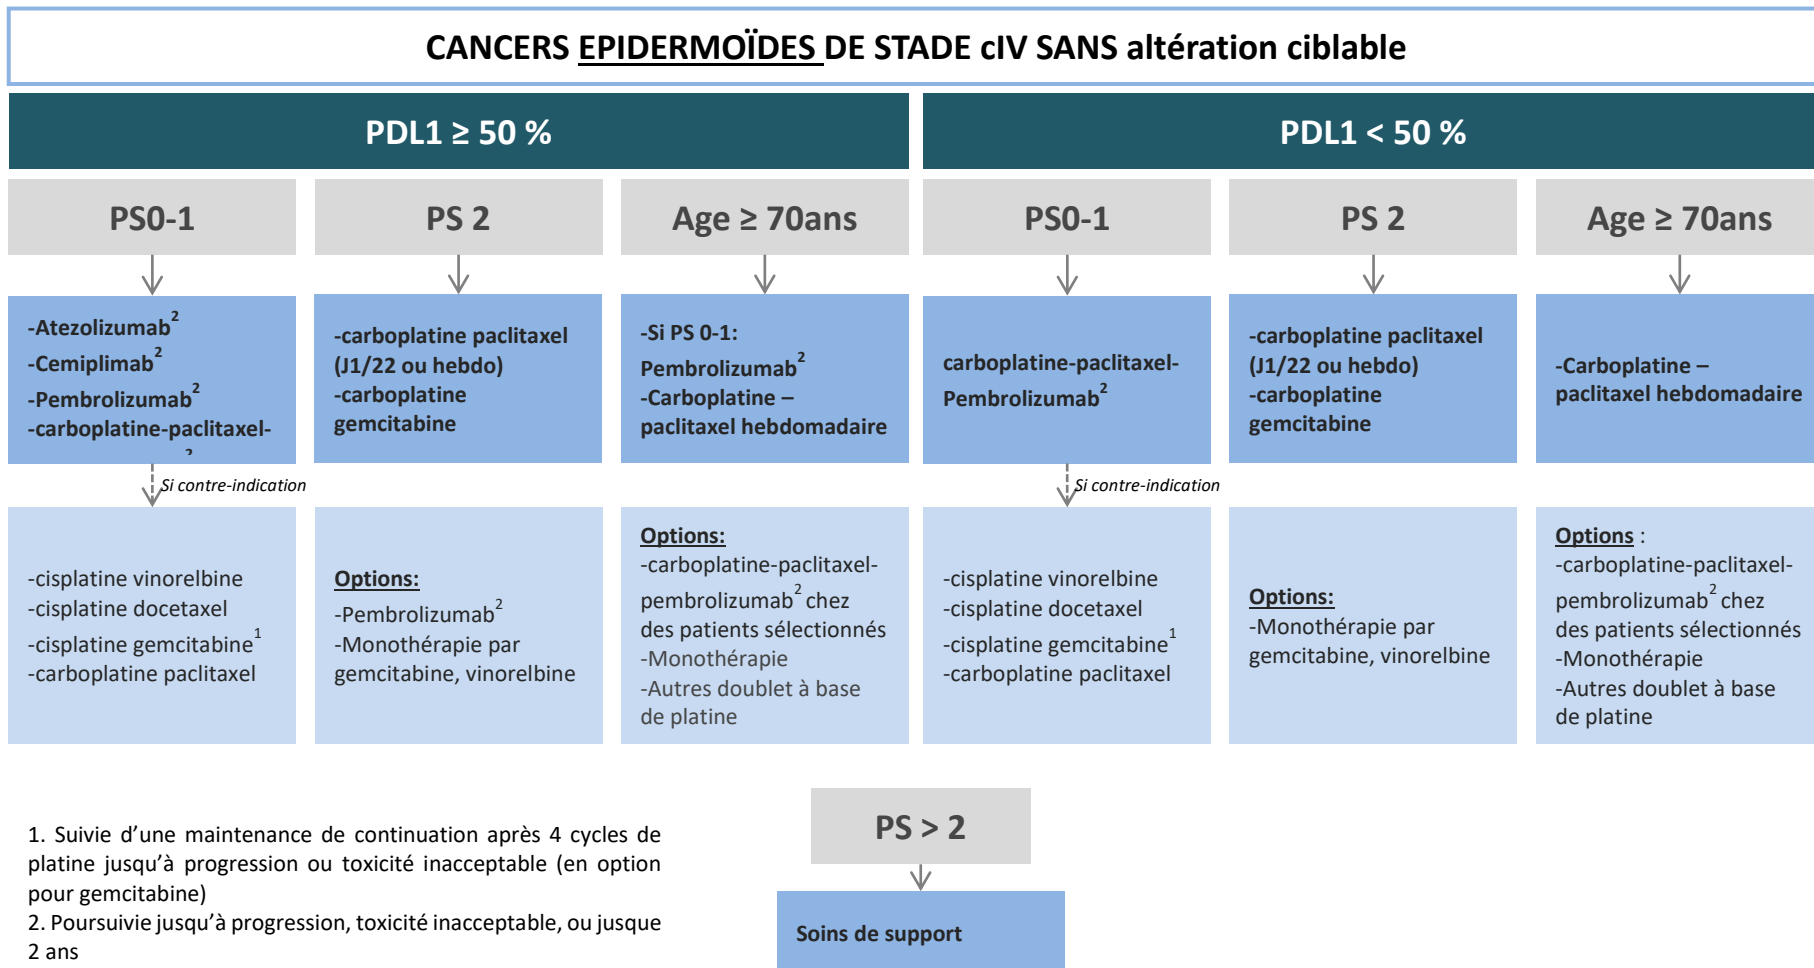 CANCERS EPIDERMOÏDES DE STADE cIV SANS altération ciblable
PDL1 ≥ 50 %
PDL1 < 50 %
PS0-1
PS 2
Age ≥ 70ans
PS0-1
PS 2
Age ≥ 70ans
-Atezolizumab²
-Cemiplimab²
-Pembrolizumab²
-carboplatine-paclitaxel-
-carboplatine paclitaxel
(J1/22 ou hebdo)
-carboplatine
gemcitabine
-Si PS 0-1:
Pembrolizumab²
-Carboplatine –
paclitaxel hebdomadaire
carboplatine-paclitaxel-
Pembrolizumab²
-carboplatine paclitaxel
(J1/22 ou hebdo)
-carboplatine
gemcitabine
-Carboplatine –
paclitaxel hebdomadaire
Si contre-indication
Si contre-indication
-cisplatine vinorelbine
-cisplatine docetaxel
-cisplatine gemcitabine¹
-carboplatine paclitaxel
Options:
-Pembrolizumab²
-Monothérapie par
gemcitabine, vinorelbine
Options:
-carboplatine-paclitaxel-
pembrolizumab² chez
des patients sélectionnés
-Monothérapie
-Autres doublet à base
de platine
-cisplatine vinorelbine
-cisplatine docetaxel
-cisplatine gemcitabine¹
-carboplatine paclitaxel
Options:
-Monothérapie par
gemcitabine, vinorelbine
Options :
-carboplatine-paclitaxel-
pembrolizumab² chez
des patients sélectionnés
-Monothérapie
-Autres doublet à base
de platine
1. Suivie d’une maintenance de continuation après 4 cycles de
platine jusqu’à progression ou toxicité inacceptable (en option
pour gemcitabine)
2. Poursuivie jusqu’à progression, toxicité inacceptable, ou jusque
2 ans
PS > 2
Soins de support